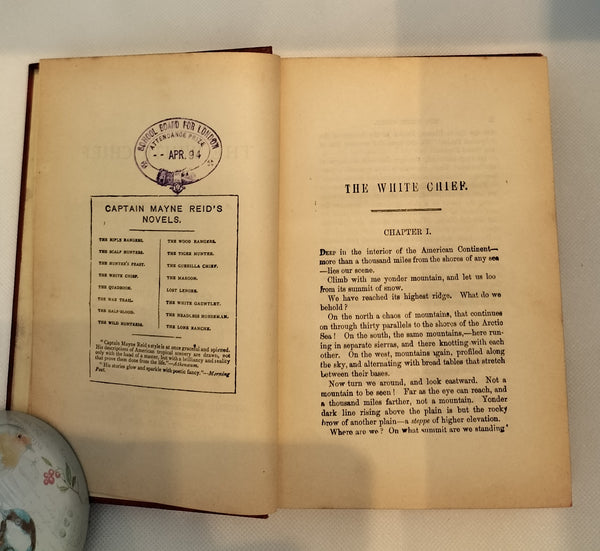 SCHOOL BOARD FOR LONDON
ATTENDANCE PRIZE
-- APR. 94
CAPTAIN MAYNE REID'S
NOVELS.
THE RIFLE RANGERS.
THE SCALP HUNTERS.
THE HUNTER'S FEAST.
THE WHITE CHIEF.
THE QUADROON.
THE WAR TRAIL.
THE HALF-BLOOD.
THE WILD HUNTRESS.
THE WOOD RANGERS.
THE TIGER HUNTER.
THE GUERILLA CHIEF.
THE MAROON.
LOST LENORE.
THE WHITE GAUNTLET.
THE HEADLESS HORSEMAN.
THE LONE RANCHE.
"Captain Mayne Reid's style is at once graceful and spirited.
His descriptions of American tropical scenery are drawn, not
only with the hand of a master, but with a brilliancy and reality
that prove them done from the life."—Athenæum.
"His stories glow and sparkle with poetic fancy."—Morning
Post.
THE WHITE CHIEF.
CHAPTER I.
DEEP in the interior of the American Continent—
more than a thousand miles from the shores of any sea
—lies our scene.
Climb with me yonder mountain, and let us look
from its summit of snow.
We have reached its highest ridge. What do we
behold?
On the north a chaos of mountains, that continues
on through thirty parallels to the shores of the Arctic
Sea! On the south, the same mountains,—here run-
ning in separate sierras, and there knotting with each
other. On the west, mountains again, profiled along
the sky, and alternating with broad tables that stretch
between their bases.
Now turn we around, and look eastward. Not a
mountain to be seen! Far as the eye can reach, and
a thousand miles farther, not a mountain. Yonder
dark line rising above the plain is but the rocky
brow of another plain—a steppe of higher elevation.
Where are we? On what summit are we standing?